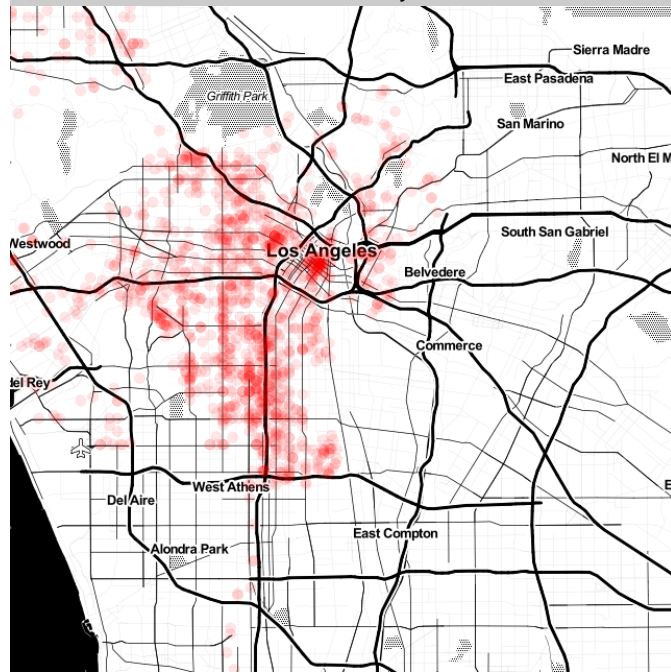 Sierra Madre
East Pasadena
Griffith Park
San Marino
North El M
Westwood
Los Angeles
South San Gabriel
Belvedere
Commerce
del Rey
West Athens
Del Aire
East Compton
Alondra Park